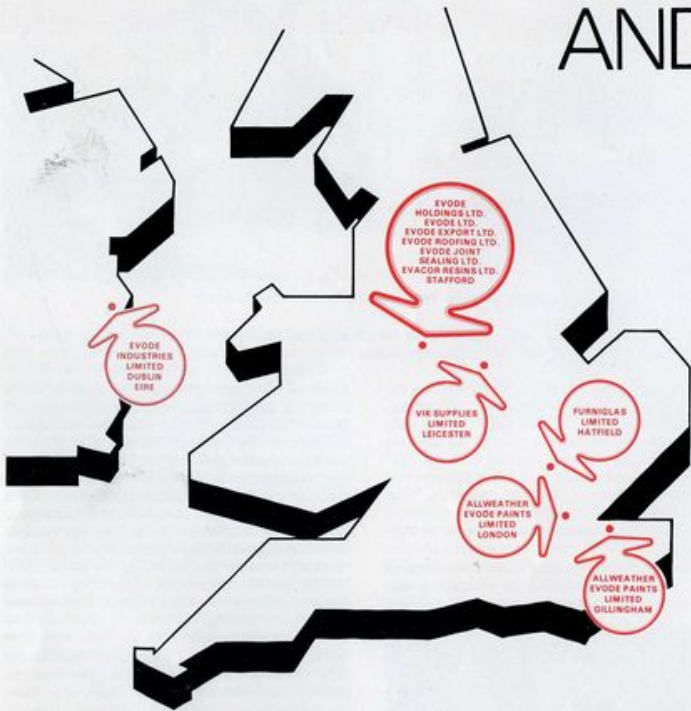 AND
EVODE
HOLDINGS LTD.
EVODE LTD.
EVODE EXPORT LTD.
EVODE ROOFING LTD.
EVODE JOINT
SEALING LTD.
EVACOR RESINS LTD.
STAFFORD
EVODE
INDUSTRIES
LIMITED
DUBLIN
EIRE
VIK SUPPLIES
LIMITED
LEICESTER
FURNIGLAS
LIMITED
HATFIELD
ALLWEATHER
EVODE PAINTS
LIMITED
LONDON
ALLWEATHER
EVODE PAINTS
LIMITED
GILLINGHAM